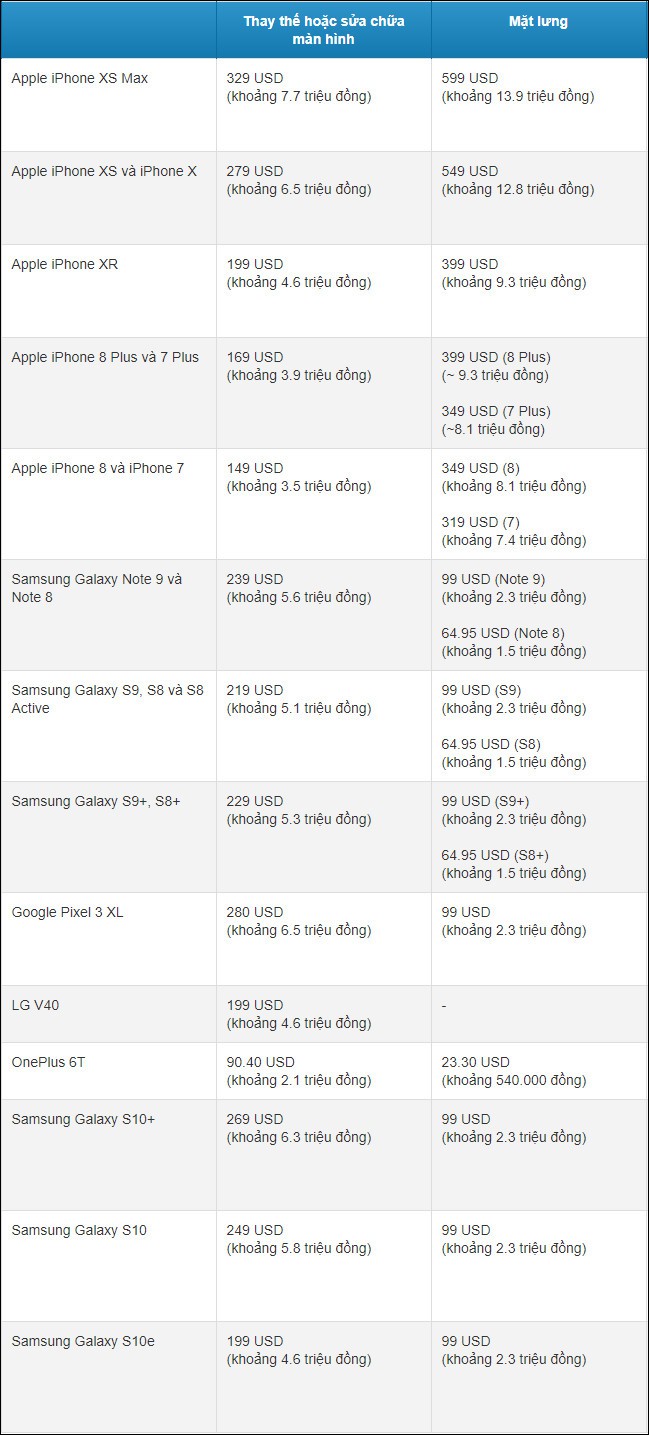 Thay thế hoặc sửa chữa
màn hình
Mặt lưng
Apple iPhone XS Max
329 USD
(khoảng 7.7 triệu đồng)
599 USD
(khoảng 13.9 triệu đồng)
Apple iPhone XS và iPhone X
279 USD
(khoảng 6.5 triệu đồng)
549 USD
(khoảng 12.8 triệu đồng)
Apple iPhone XR
199 USD
(khoảng 4.6 triệu đồng)
399 USD
(khoảng 9.3 triệu đồng)
Apple iPhone 8 Plus và 7 Plus
169 USD
(khoảng 3.9 triệu đồng)
399 USD (8 Plus)
(~ 9.3 triệu đồng)
349 USD (7 Plus)
(~8.1 triệu đồng)
Apple iPhone 8 và iPhone 7
149 USD
(khoảng 3.5 triệu đồng)
349 USD (8)
(khoảng 8.1 triệu đồng)
319 USD (7)
(khoảng 7.4 triệu đồng)
Samsung Galaxy Note 9 và
Note 8
239 USD
(khoảng 5.6 triệu đồng)
99 USD (Note 9)
(khoảng 2.3 triệu đồng)
64.95 USD (Note 8)
(khoảng 1.5 triệu đồng)
Samsung Galaxy S9, S8 và S8
Active
219 USD
(khoảng 5.1 triệu đồng)
99 USD (S9)
(khoảng 2.3 triệu đồng)
64.95 USD (S8)
(khoảng 1.5 triệu đồng)
Samsung Galaxy S9+, S8+
229 USD
(khoảng 5.3 triệu đồng)
99 USD (S9+)
(khoảng 2.3 triệu đồng)
64.95 USD (S8+)
(khoảng 1.5 triệu đồng)
Google Pixel 3 XL
280 USD
(khoảng 6.5 triệu đồng)
99 USD
(khoảng 2.3 triệu đồng)
LG V40
199 USD
(khoảng 4.6 triệu đồng)
-
OnePlus 6T
90.40 USD
(khoảng 2.1 triệu đồng)
23.30 USD
(khoảng 540.000 đồng)
Samsung Galaxy S10+
269 USD
(khoảng 6.3 triệu đồng)
99 USD
(khoảng 2.3 triệu đồng)
Samsung Galaxy S10
249 USD
(khoảng 5.8 triệu đồng)
99 USD
(khoảng 2.3 triệu đồng)
Samsung Galaxy S10e
199 USD
(khoảng 4.6 triệu đồng)
99 USD
(khoảng 2.3 triệu đồng)